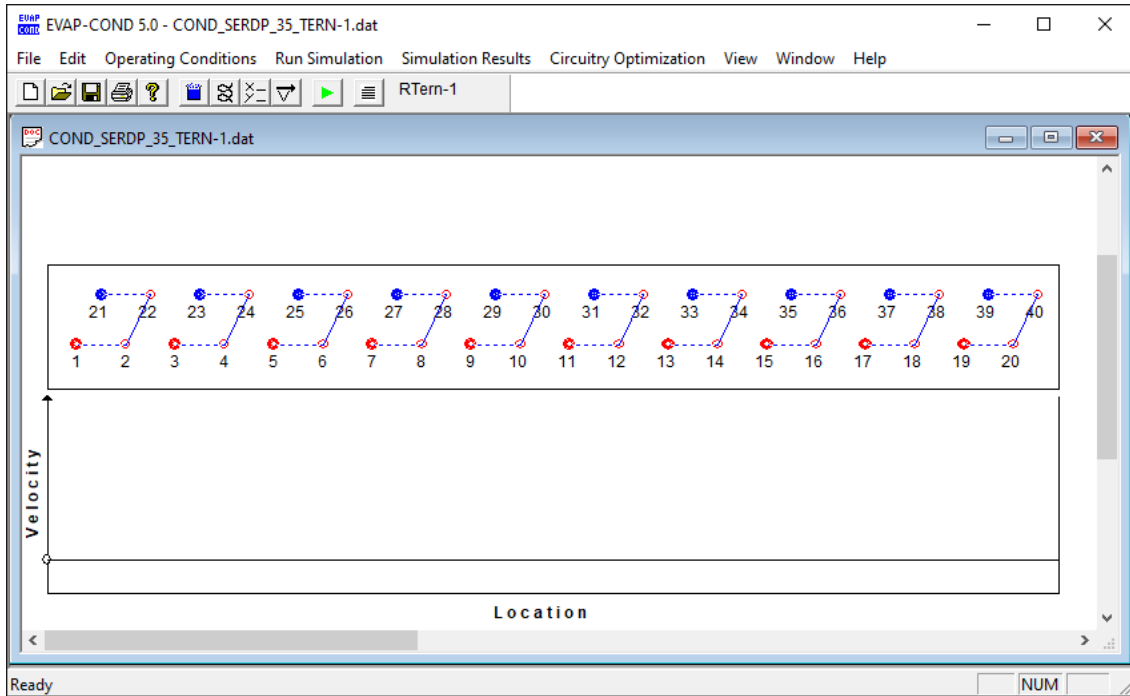 EVAP COND EVAP-COND 5.0 - COND_SERDP_35_TERN-1.dat
File Edit Operating Conditions Run Simulation Simulation Results Circuitry Optimization View Window Help
RTern-1
DOC COND_SERDP_35_TERN-1.dat
21 22 23 24 25 26 27 28 29 30 31 32 33 34 35 36 37 38 39 40
1 2 3 4 5 6 7 8 9 10 11 12 13 14 15 16 17 18 19 20
Velocity
Location
Ready NUM